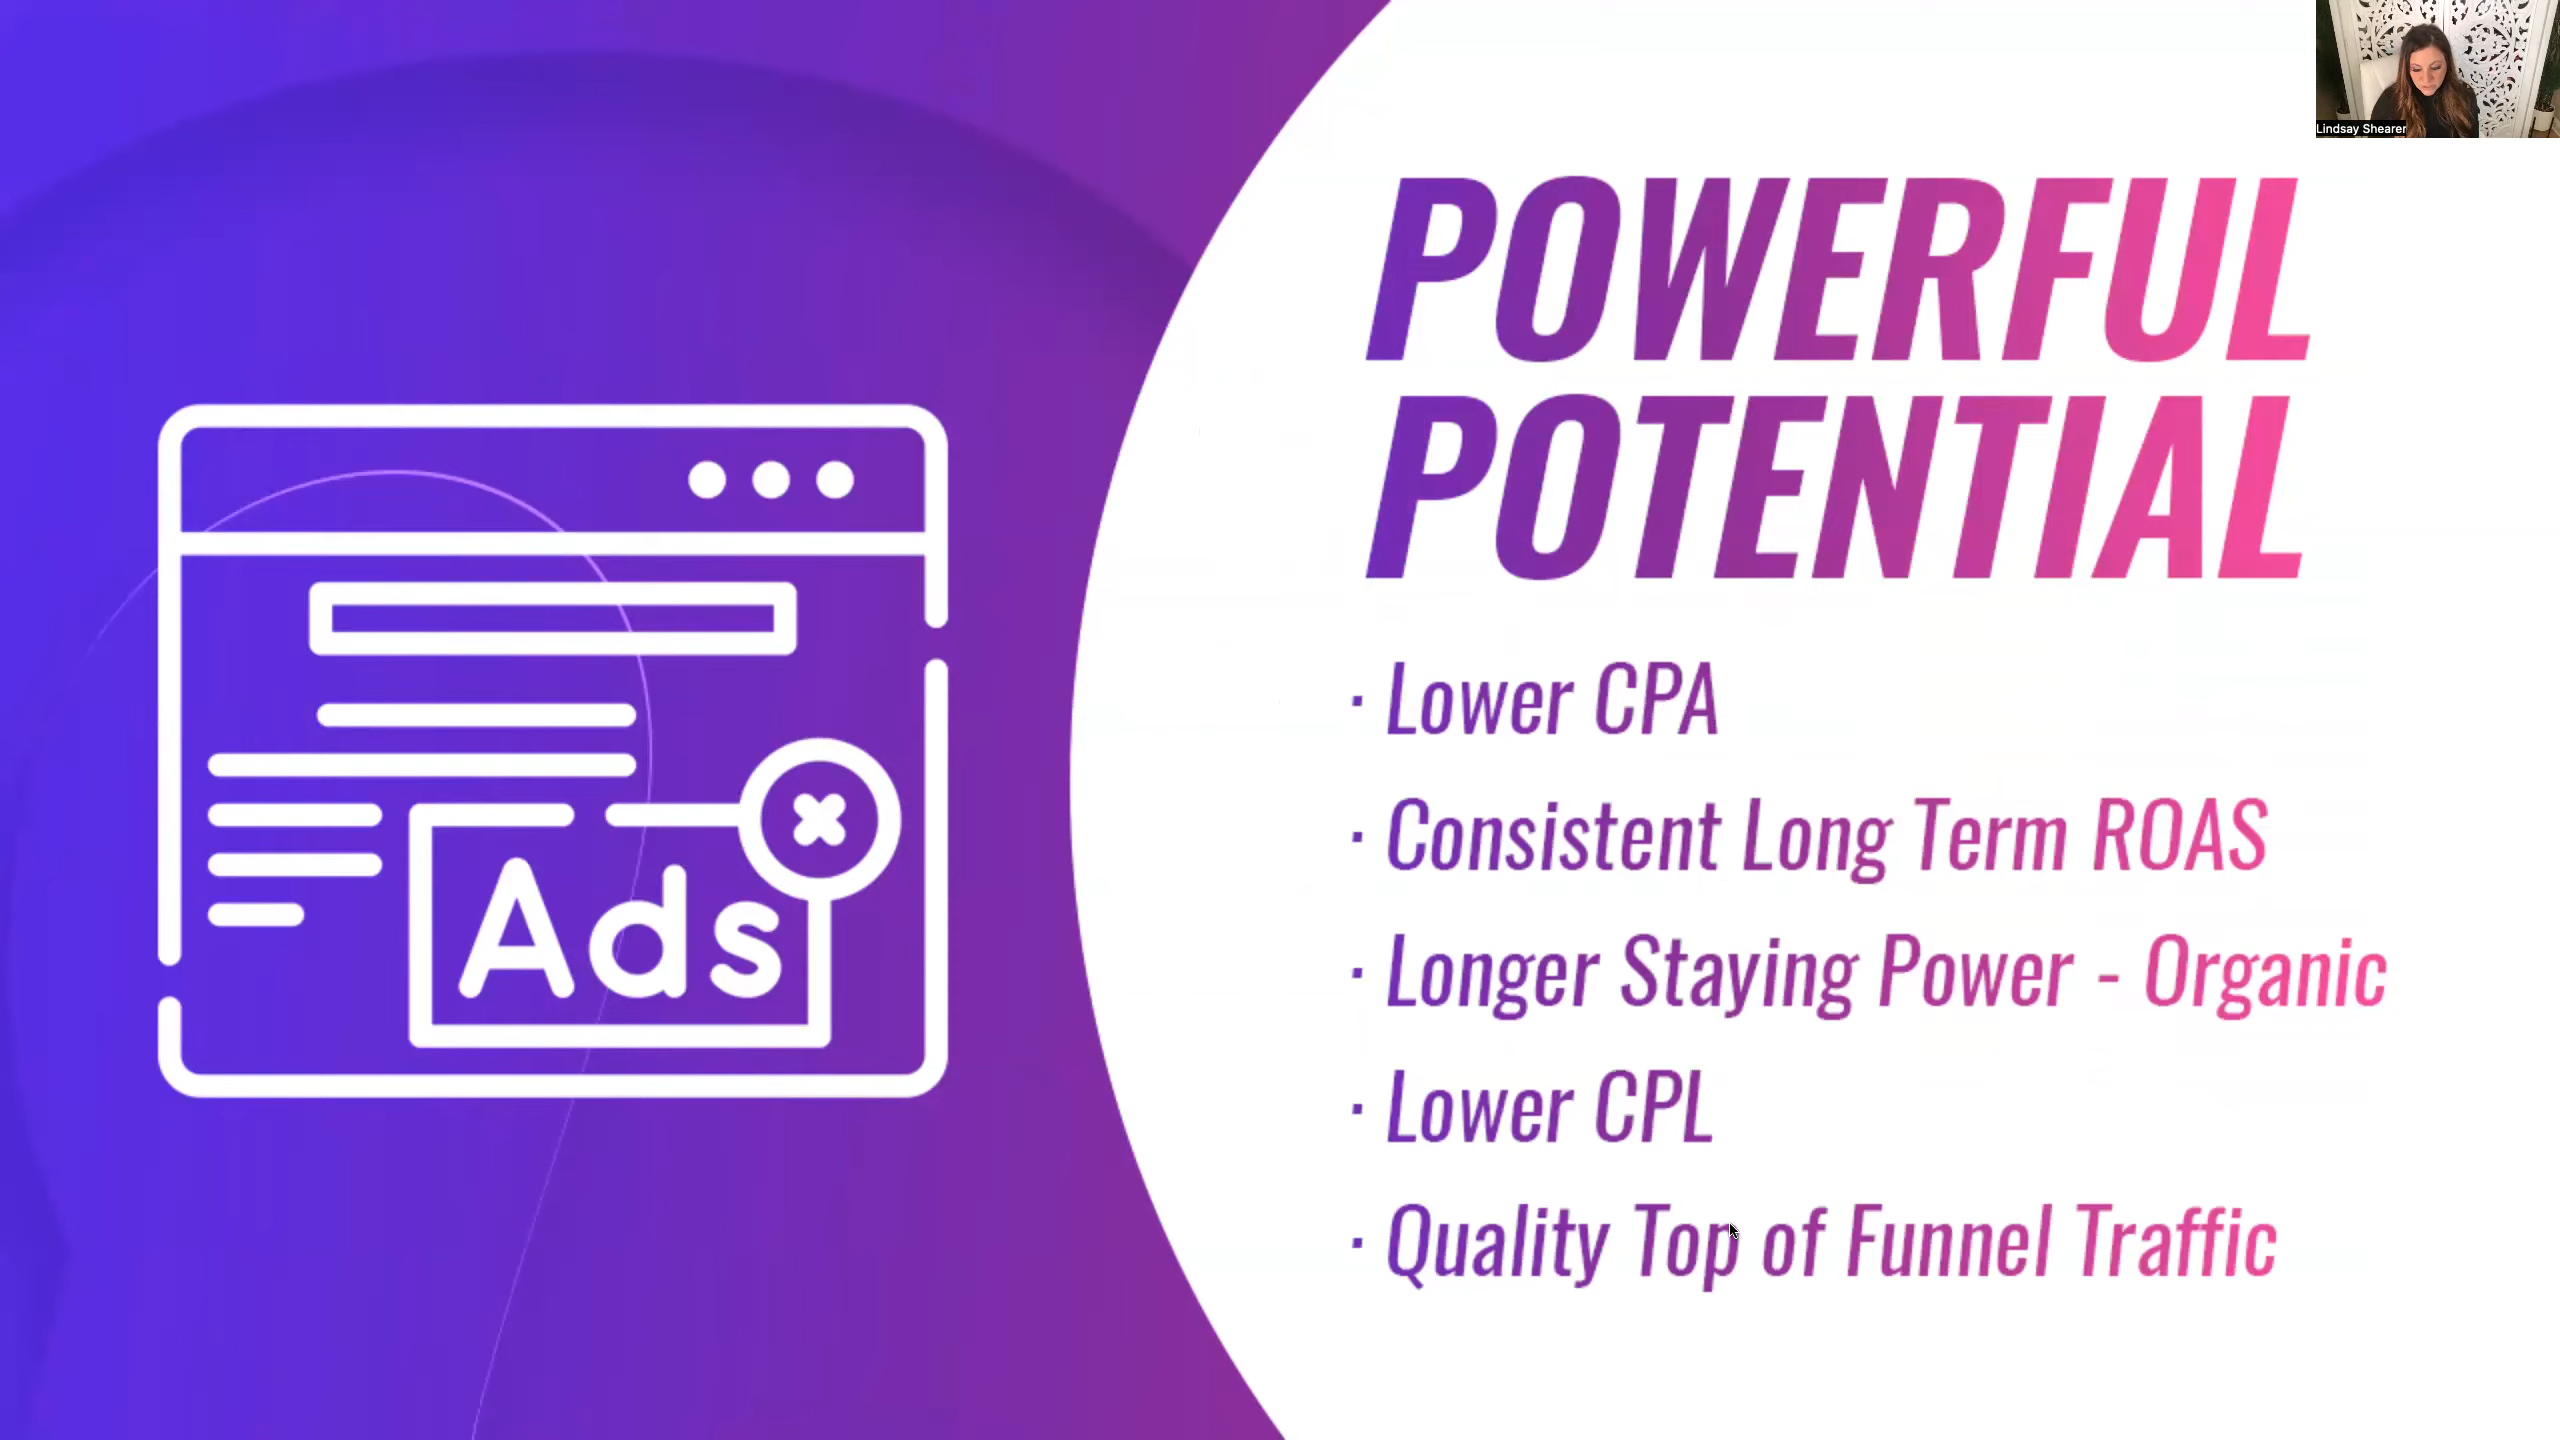 Lindsay Shearer
POWERFUL
POTENTIAL
· Lower CPA
· Consistent Long Term ROAS
· Longer Staying Power - Organic
· Lower CPL
· Quality Top of Funnel Traffic
Ads